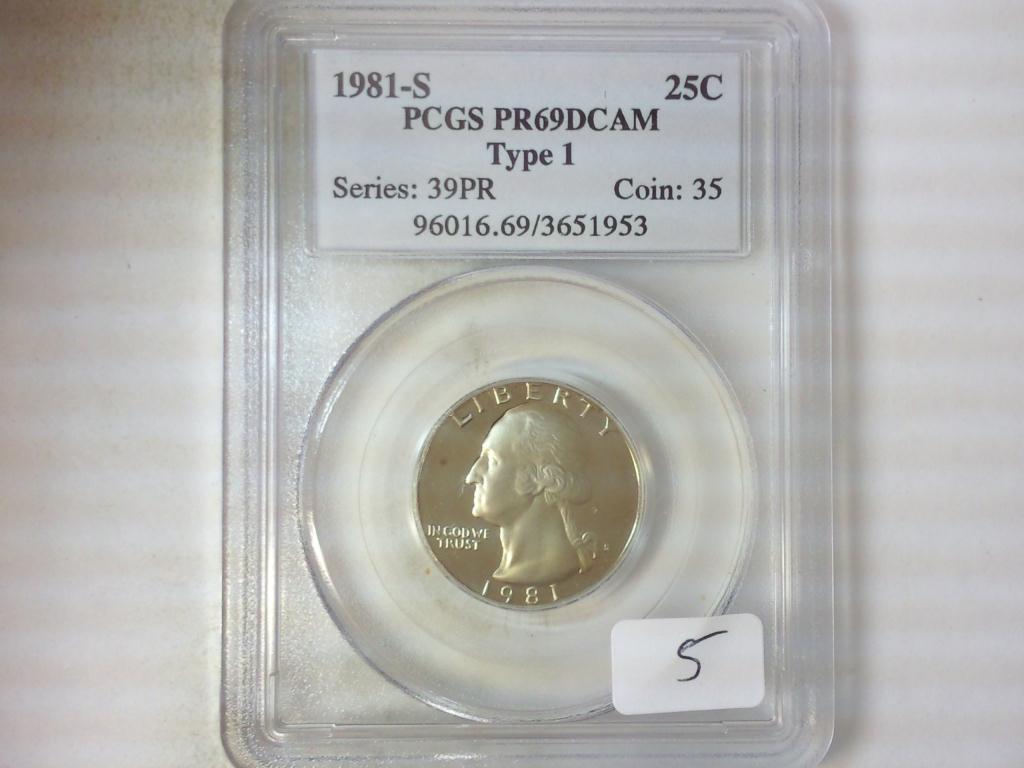 1981-S 25C
PCGS PR69DCAM
Type 1
Series: 39PR Coin: 35
96016.69/3651953
LIBERTY
IN GOD WE
TRUST
S
1981
5